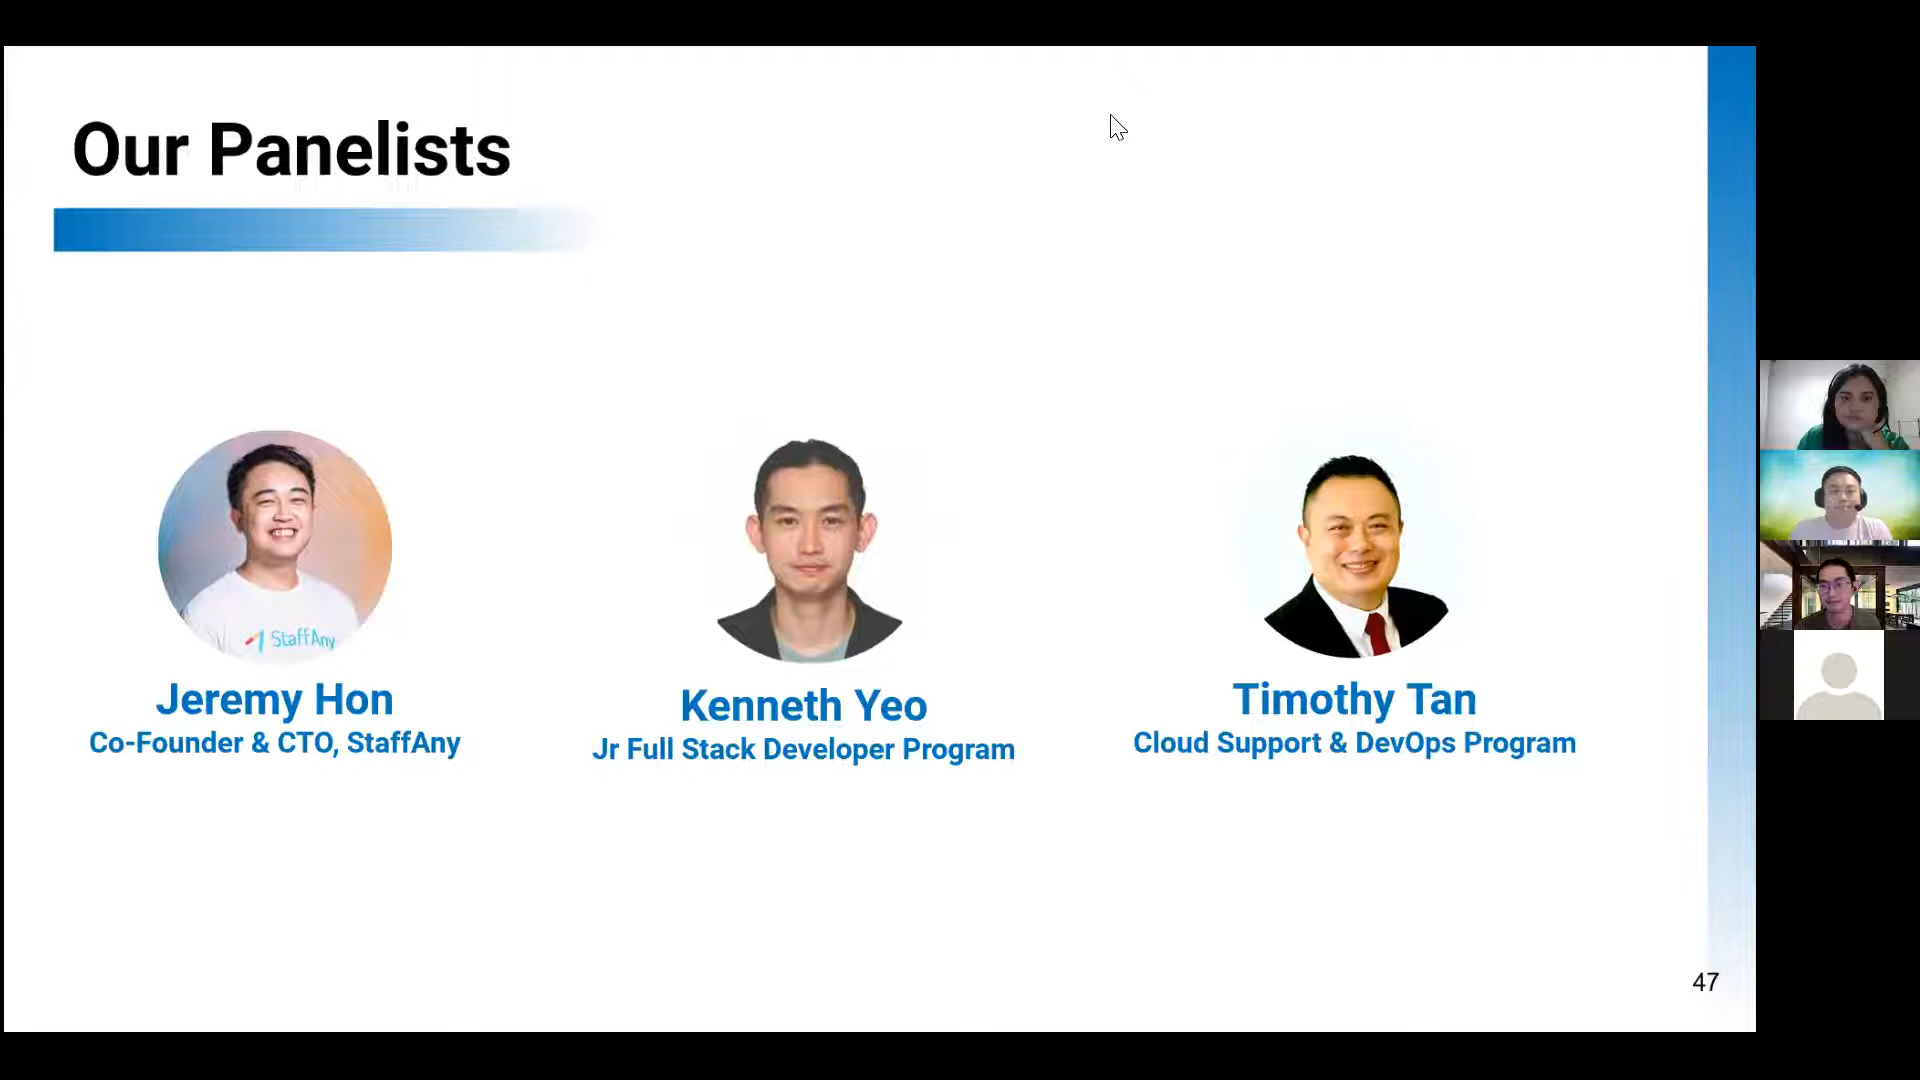 Our Panelists
StaffAny
Jeremy Hon
Co-Founder & CTO, StaffAny
Kenneth Yeo
Jr Full Stack Developer Program
Timothy Tan
Cloud Support & DevOps Program
47